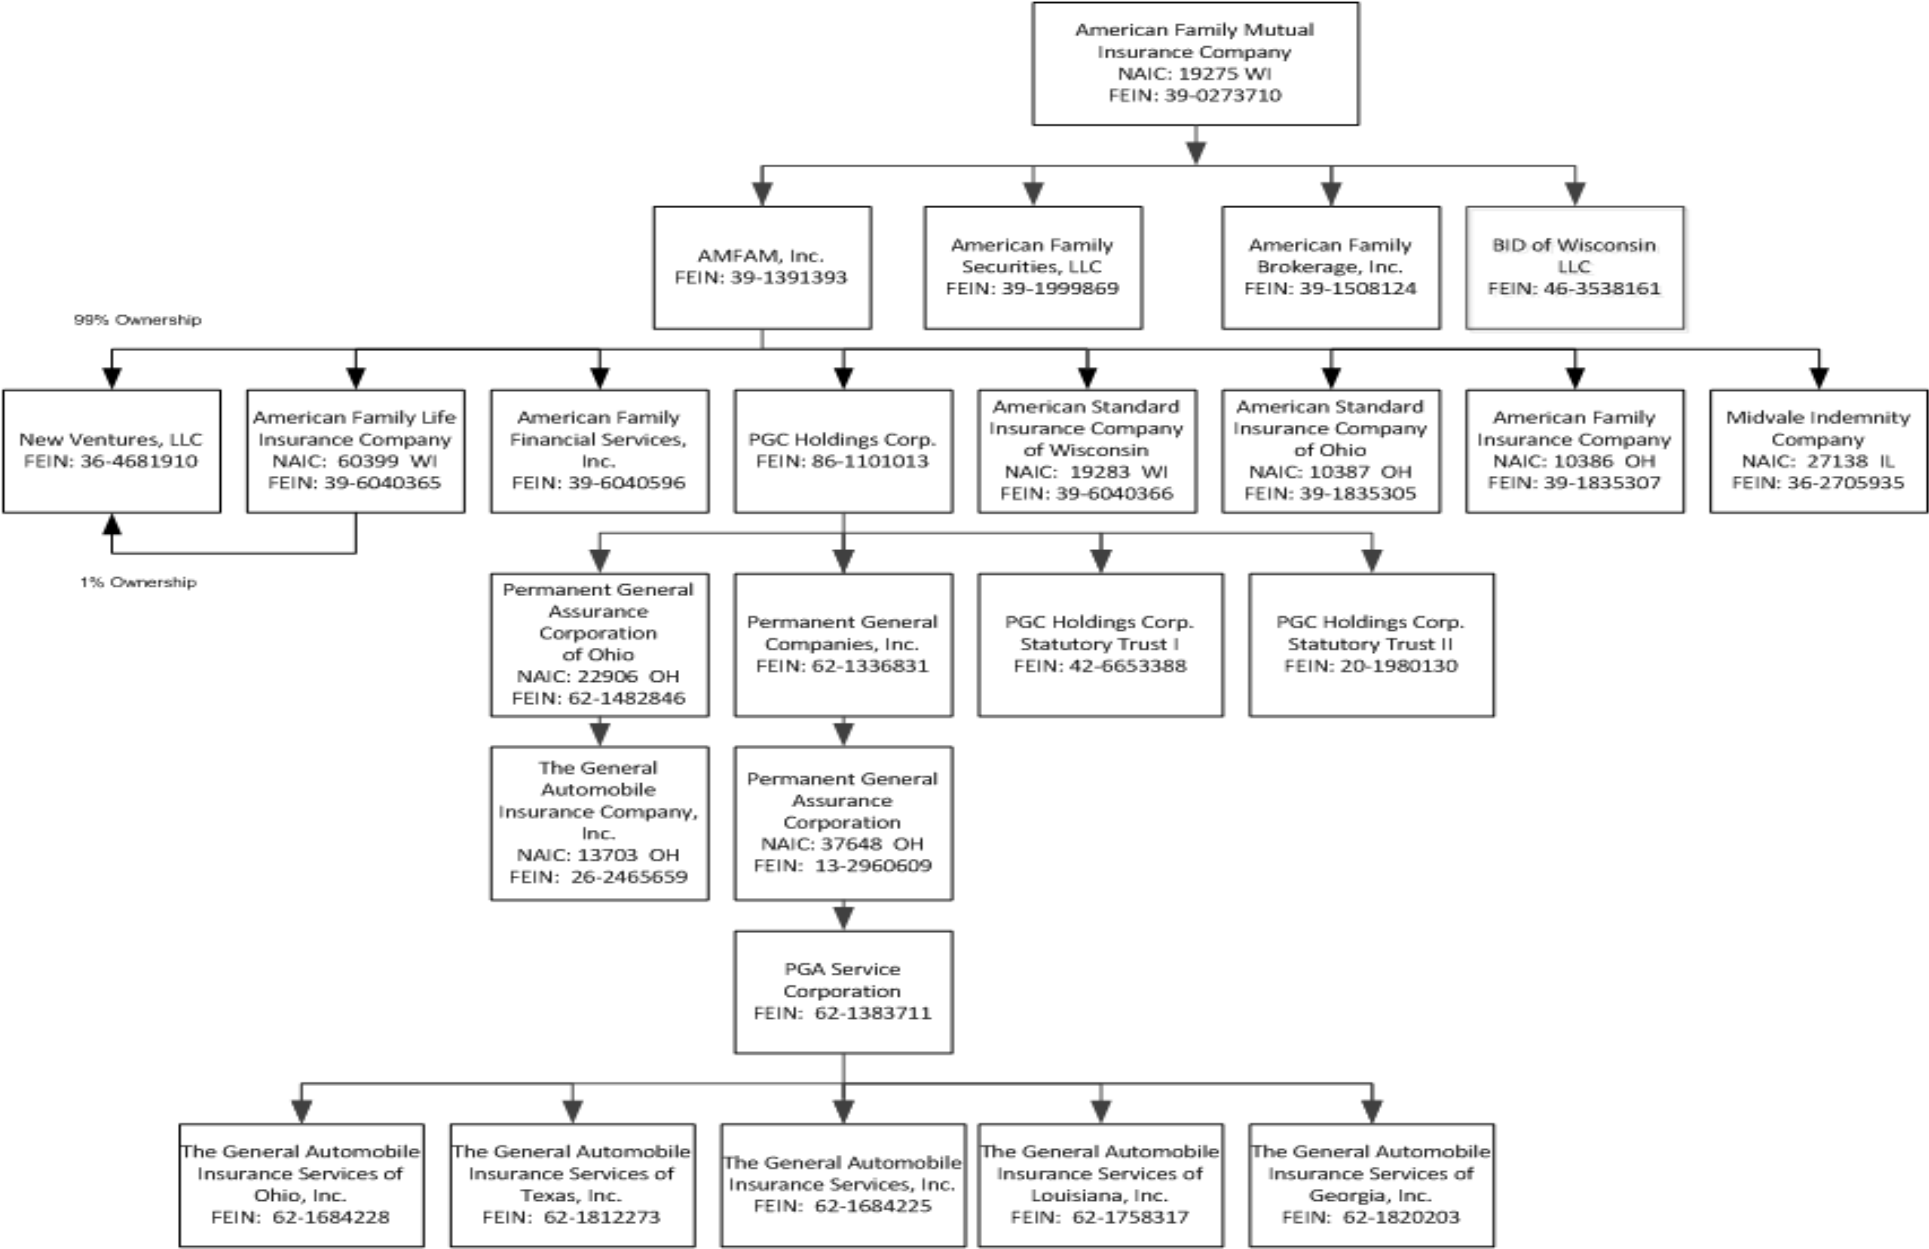 American Family Mutual
Insurance Company
NAIC: 19275 WI
FEIN: 39-0273710
AMFAM, Inc.
FEIN: 39-1391393
American Family
Securities, LLC
FEIN: 39-1999869
American Family
Brokerage, Inc.
FEIN: 39-1508124
BID of Wisconsin
LLC
FEIN: 46-3538161
99% Ownership
New Ventures, LLC
FEIN: 36-4681910
American Family Life
Insurance Company
NAIC: 60399 WI
FEIN: 39-6040365
American Family
Financial Services,
Inc.
FEIN: 39-6040596
PGC Holdings Corp.
FEIN: 86-1101013
American Standard
Insurance Company
of Wisconsin
NAIC: 19283 WI
FEIN: 39-6040366
American Standard
Insurance Company
of Ohio
NAIC: 10387 OH
FEIN: 39-1835305
American Family
Insurance Company
NAIC: 10386 OH
FEIN: 39-1835307
Midvale Indemnity
Company
NAIC: 27138 IL
FEIN: 36-2705935
1% Ownership
Permanent General
Assurance
Corporation
of Ohio
NAIC: 22906 OH
FEIN: 62-1482846
Permanent General
Companies, Inc.
FEIN: 62-1336831
PGC Holdings Corp.
Statutory Trust I
FEIN: 42-6653388
PGC Holdings Corp.
Statutory Trust II
FEIN: 20-1980130
The General
Automobile
Insurance Company,
Inc.
NAIC: 13703 OH
FEIN: 26-2465659
Permanent General
Assurance
Corporation
NAIC: 37648 OH
FEIN: 13-2960609
PGA Service
Corporation
FEIN: 62-1383711
The General Automobile
Insurance Services of
Ohio, Inc.
FEIN: 62-1684228
The General Automobile
Insurance Services of
Texas, Inc.
FEIN: 62-1812273
The General Automobile
Insurance Services, Inc.
FEIN: 62-1684225
The General Automobile
Insurance Services of
Louisiana, Inc.
FEIN: 62-1758317
The General Automobile
Insurance Services of
Georgia, Inc.
FEIN: 62-1820203